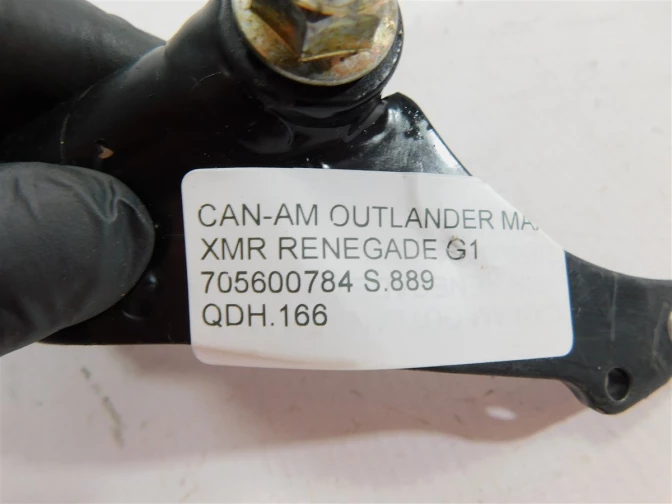 CAN-AM OUTLANDER MA
XMR RENEGADE G1
705600784 S.889
QDH.166